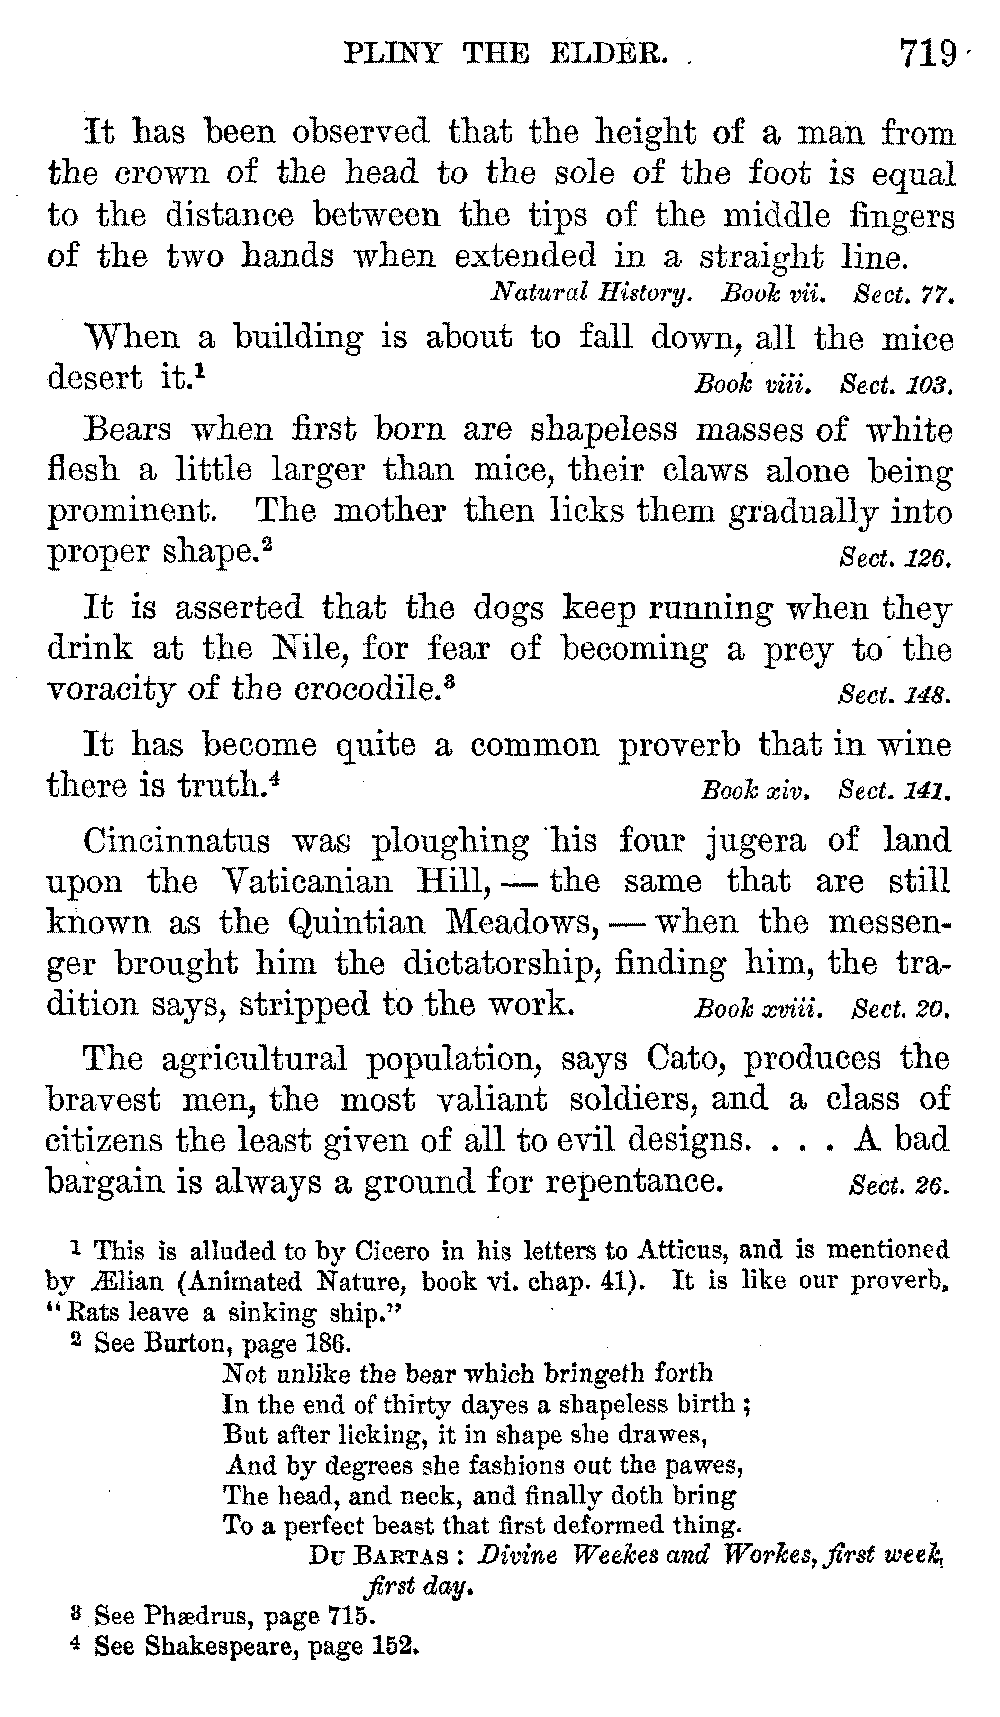 PLINY THE ELDER. 719
It has been observed that the height of a man from
the crown of the head to the sole of the foot is equal
to the distance between the tips of the middle fingers
of the two hands when extended in a straight line.
Natural History. Book vii. Sect. 77.
When a building is about to fall down, all the mice
desert it.¹ Book viii. Sect. 103.
Bears when first born are shapeless masses of white
flesh a little larger than mice, their claws alone being
prominent. The mother then licks them gradually into
proper shape.² Sect. 126.
It is asserted that the dogs keep running when they
drink at the Nile, for fear of becoming a prey to the
voracity of the crocodile.³ Sect. 148.
It has become quite a common proverb that in wine
there is truth.⁴ Book xiv. Sect. 141.
Cincinnatus was ploughing his four jugera of land
upon the Vaticanian Hill, — the same that are still
known as the Quintian Meadows, — when the messen-
ger brought him the dictatorship, finding him, the tra-
dition says, stripped to the work. Book xviii. Sect. 20.
The agricultural population, says Cato, produces the
bravest men, the most valiant soldiers, and a class of
citizens the least given of all to evil designs. . . . A bad
bargain is always a ground for repentance. Sect. 26.
¹ This is alluded to by Cicero in his letters to Atticus, and is mentioned
by Ælian (Animated Nature, book vi. chap. 41). It is like our proverb,
“Rats leave a sinking ship.”
² See Burton, page 186.
Not unlike the bear which bringeth forth
In the end of thirty dayes a shapeless birth;
But after licking, it in shape she drawes,
And by degrees she fashions out the pawes,
The head, and neck, and finally doth bring
To a perfect beast that first deformed thing.
DU BARTAS: Divine Weekes and Workes, first week,
first day.
³ See Phædrus, page 715.
⁴ See Shakespeare, page 152.